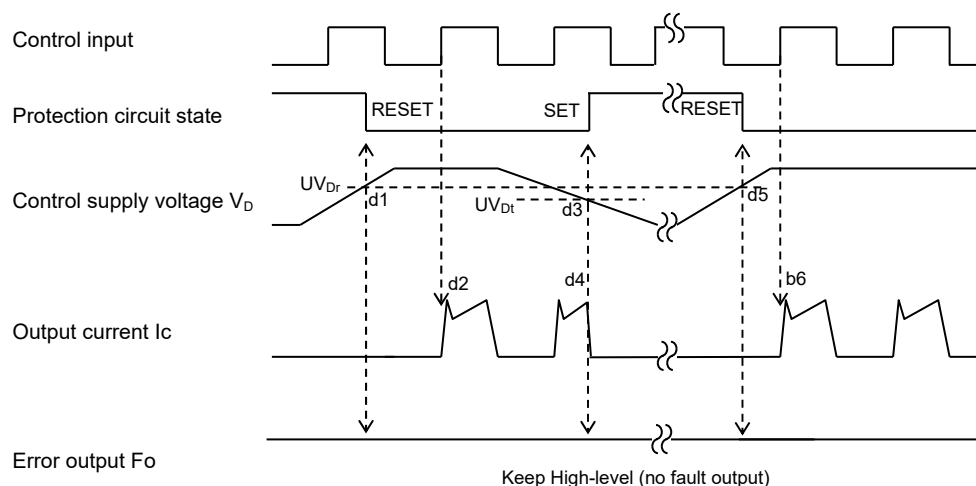 Control input
Protection circuit state
RESET
SET
RESET
Control supply voltage VD
UVDr
d1
UVDt
d3
d5
d2
d4
b6
Output current Ic
Error output Fo
Keep High-level (no fault output)